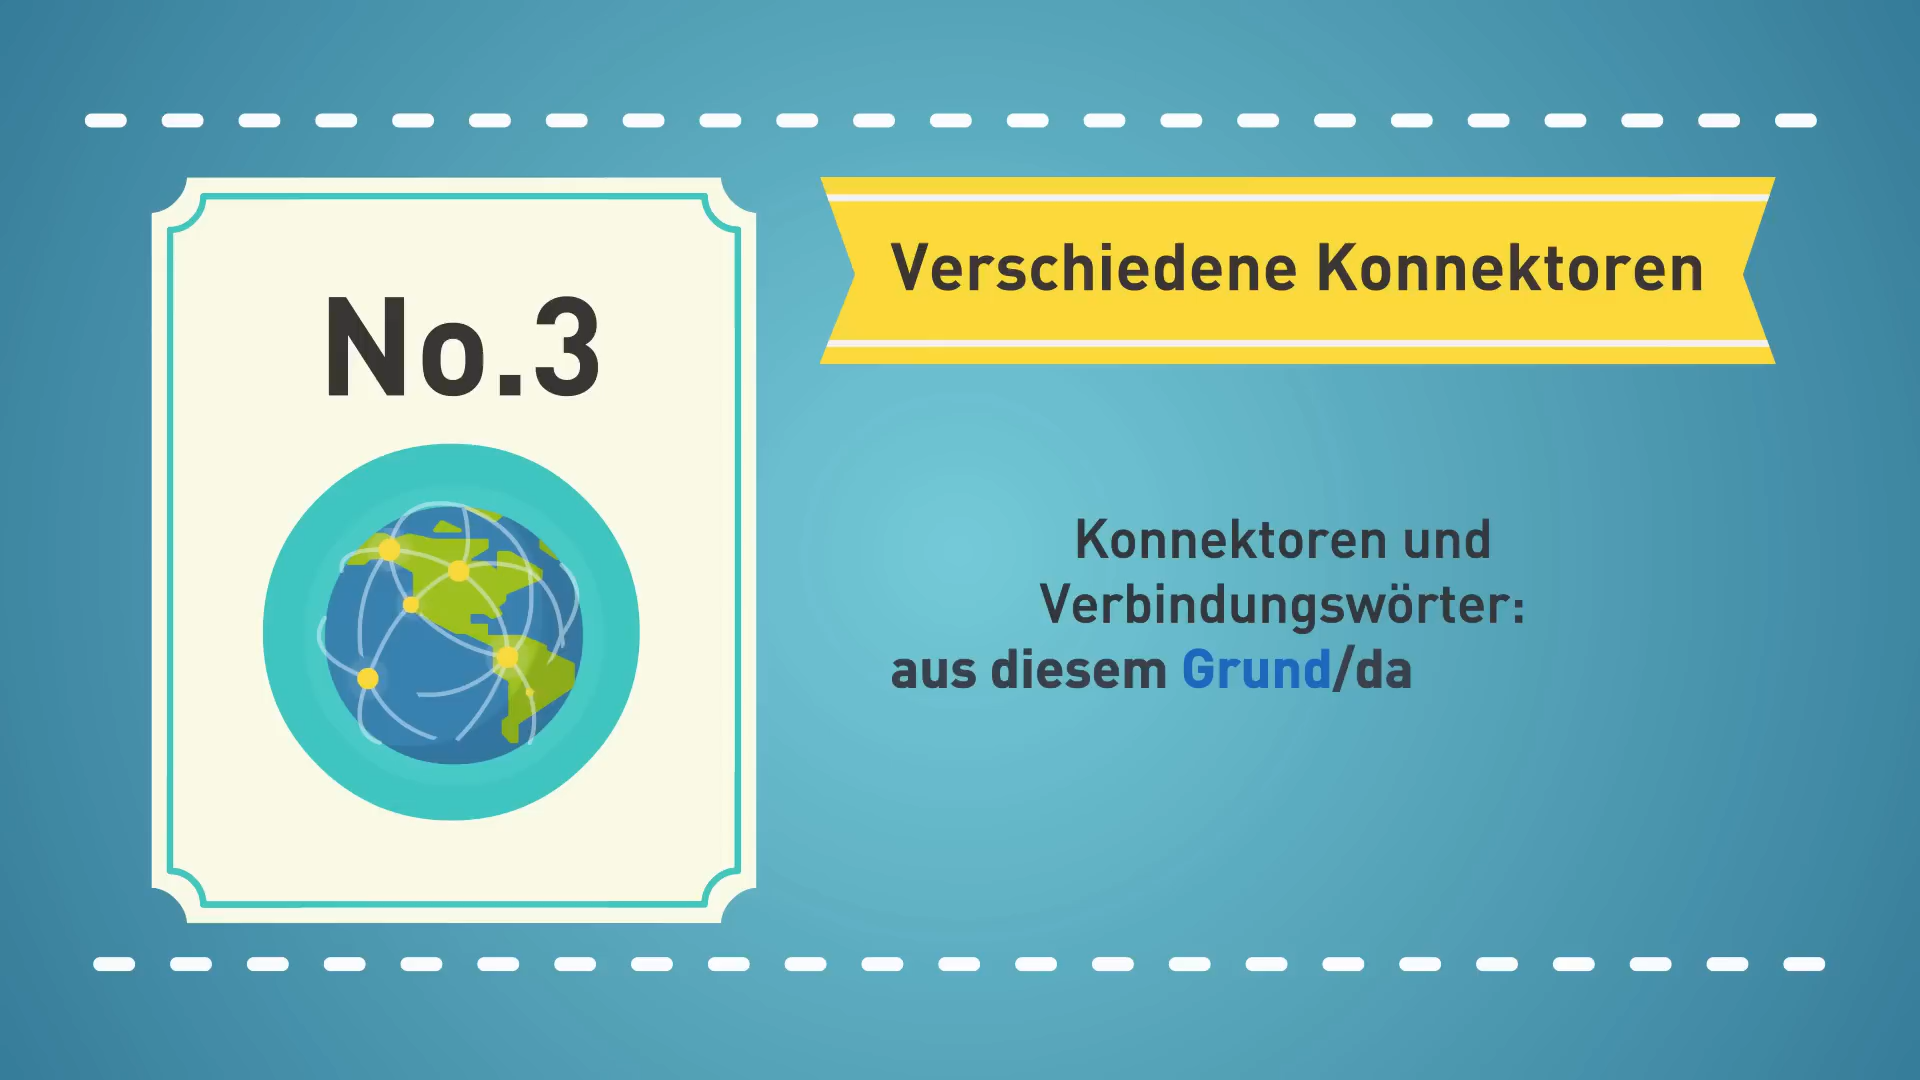 No.3
Verschiedene Konnektoren
Konnektoren und
Verbindungswörter:
aus diesem Grund/da